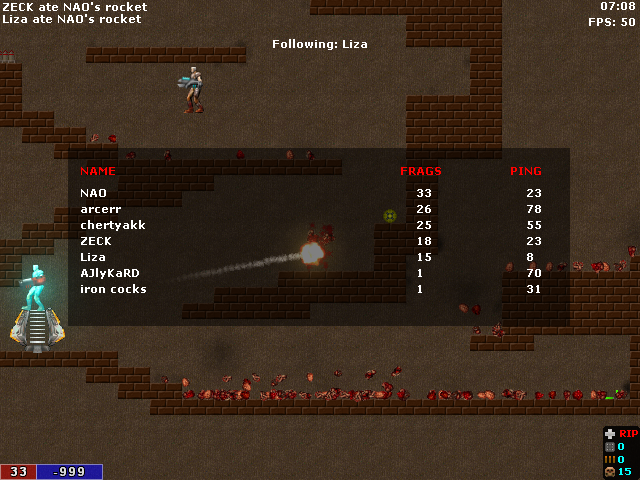 ZECK ate NAO's rocket
Liza ate NAO's rocket
07:08
FPS: 50
Following: Liza
NAME FRAGS PING
NAO 33 23
arcerr 26 78
chertyakk 25 55
ZECK 18 23
Liza 15 8
AJlyKaRD 1 70
iron cocks 1 31
RIP
0
0
15
33 -999